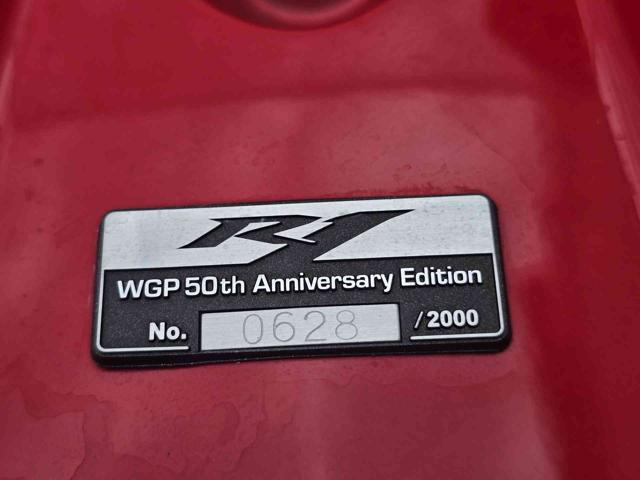 R1
WGP 50th Anniversary Edition
No. 0628 /2000